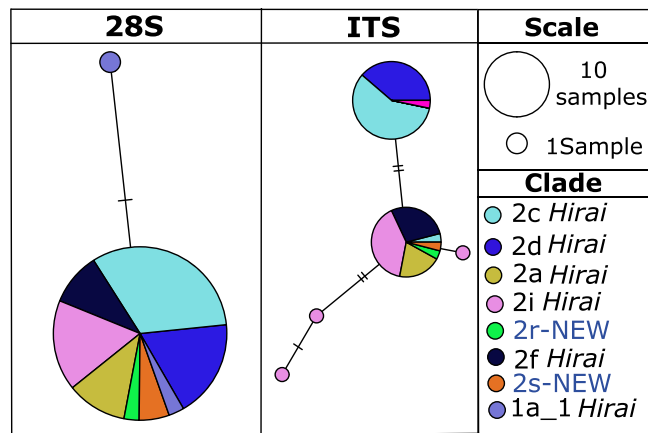 28S
ITS
Scale
10
samples
1Sample
Clade
2c Hirai
2d Hirai
2a Hirai
2i Hirai
2r-NEW
2f Hirai
2s-NEW
1a_1 Hirai